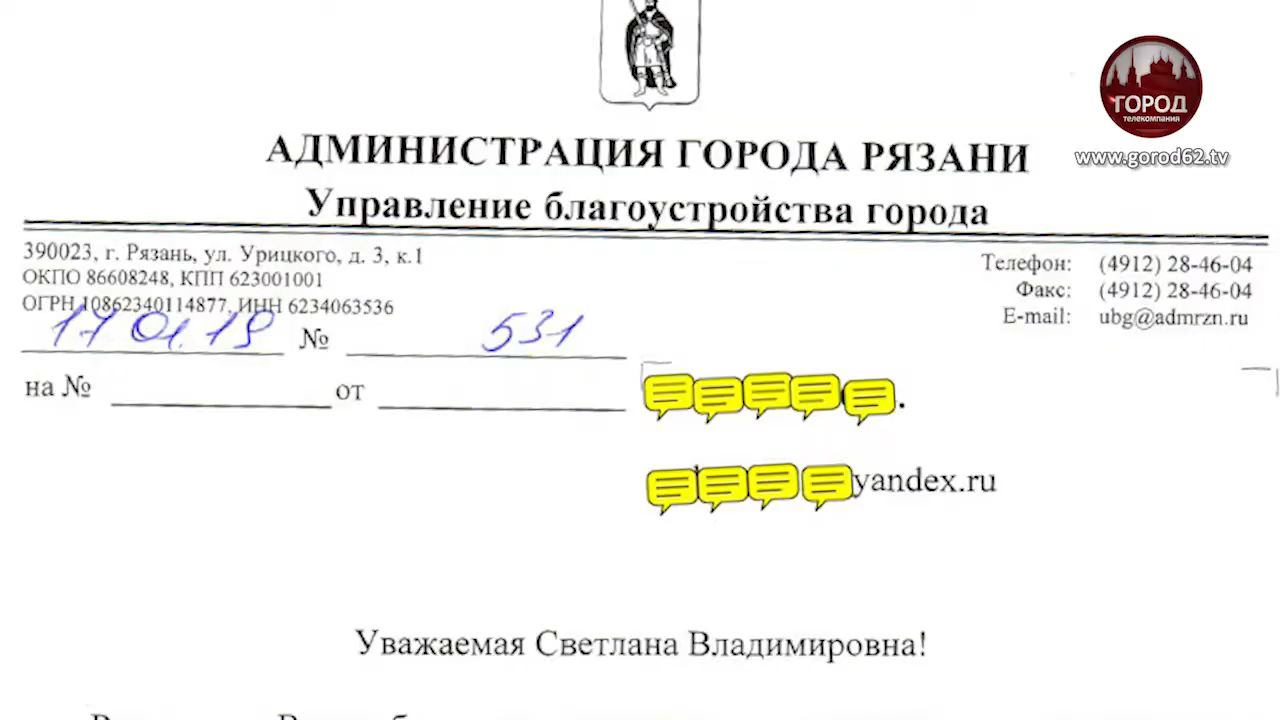 ГОРОД
телекомпания
www.gorod62.tv
АДМИНИСТРАЦИЯ ГОРОДА РЯЗАНИ
Управление благоустройства города
390023, г. Рязань, ул. Урицкого, д. 3, к.1
ОКПО 86608248, КПП 623001001
ОГРН 10862340114877, ИНН 6234063536
Телефон: (4912) 28-46-04
Факс: (4912) 28-46-04
E-mail: ubg@admrzn.ru
17.01.19 № 531
на № от
yandex.ru
Уважаемая Светлана Владимировна!